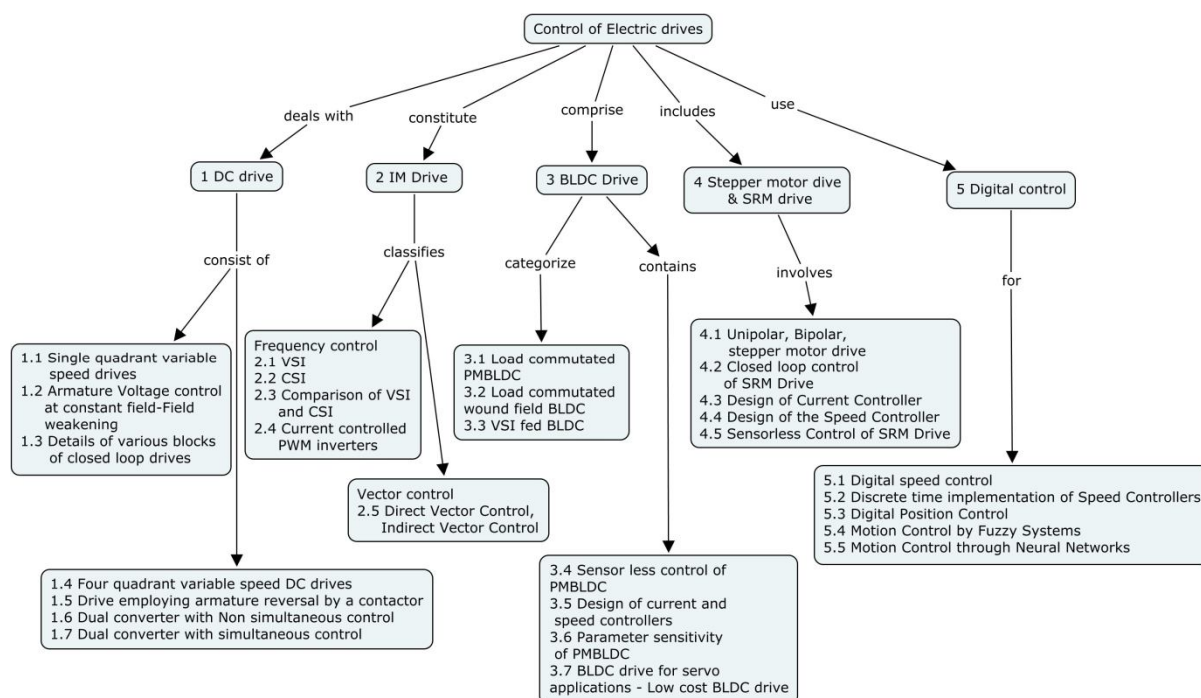 Control of Electric drives
deals with
constitute
comprise
includes
use
1 DC drive
2 IM Drive
3 BLDC Drive
4 Stepper motor dive
& SRM drive
5 Digital control
consist of
classifies
categorize
contains
involves
for
1.1 Single quadrant variable
speed drives
1.2 Armature Voltage control
at constant field-Field
weakening
1.3 Details of various blocks
of closed loop drives
Frequency control
2.1 VSI
2.2 CSI
2.3 Comparison of VSI
and CSI
2.4 Current controlled
PWM inverters
3.1 Load commutated
PMBLDC
3.2 Load commutated
wound field BLDC
3.3 VSI fed BLDC
4.1 Unipolar, Bipolar,
stepper motor drive
4.2 Closed loop control
of SRM Drive
4.3 Design of Current Controller
4.4 Design of the Speed Controller
4.5 Sensorless Control of SRM Drive
5.1 Digital speed control
5.2 Discrete time implementation of Speed Controllers
5.3 Digital Position Control
5.4 Motion Control by Fuzzy Systems
5.5 Motion Control through Neural Networks
Vector control
2.5 Direct Vector Control,
Indirect Vector Control
1.4 Four quadrant variable speed DC drives
1.5 Drive employing armature reversal by a contactor
1.6 Dual converter with Non simultaneous control
1.7 Dual converter with simultaneous control
3.4 Sensor less control of
PMBLDC
3.5 Design of current and
speed controllers
3.6 Parameter sensitivity
of PMBLDC
3.7 BLDC drive for servo
applications - Low cost BLDC drive